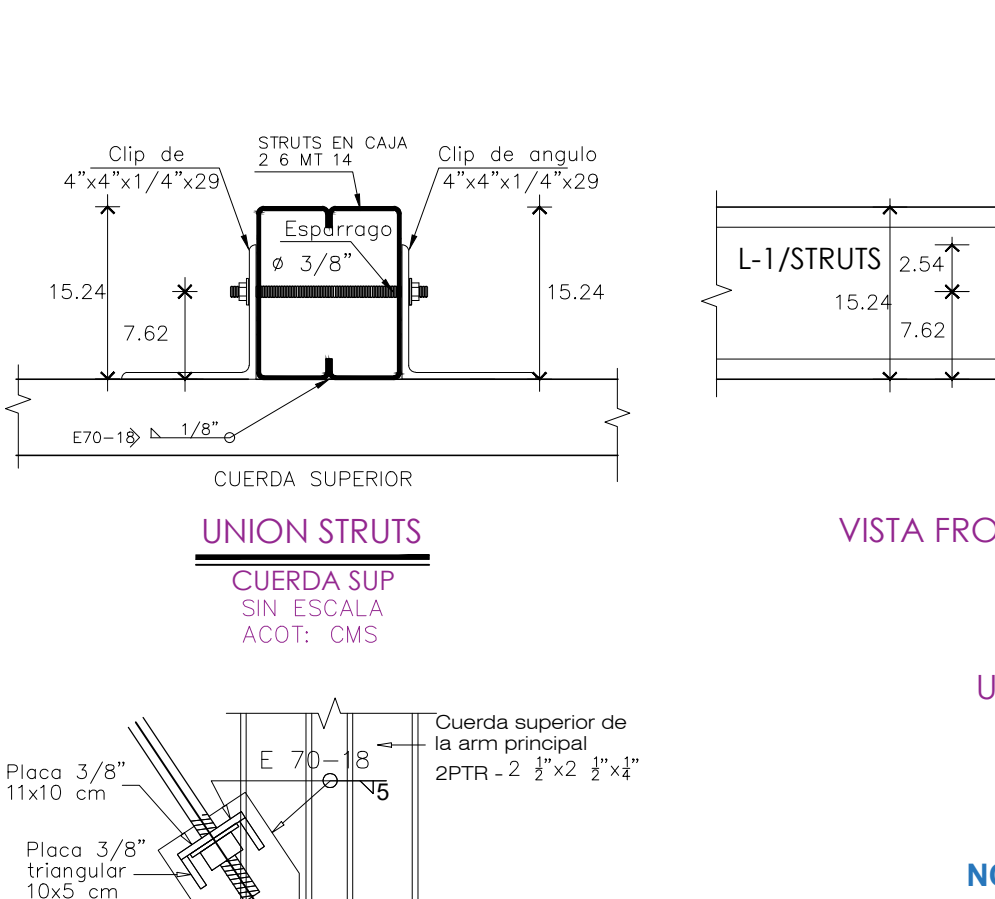 STRUTS EN CAJA
2 6 MT 14
Clip de
4”x4”x1/4”x29
Clip de angulo
4”x4”x1/4”x29
Esparrago
ø 3/8”
15.24
7.62
15.24
E70-18
1/8”
CUERDA SUPERIOR
UNION STRUTS
CUERDA SUP
SIN ESCALA
ACOT: CMS
L-1/STRUTS
2.54
15.24
7.62
VISTA FRO
U
Cuerda superior de
la arm principal
2PTR - 2 1/2”x2 1/2”x1/4”
E 70-18
5
Placa 3/8”
11x10 cm
Placa 3/8”
triangular
10x5 cm
NO